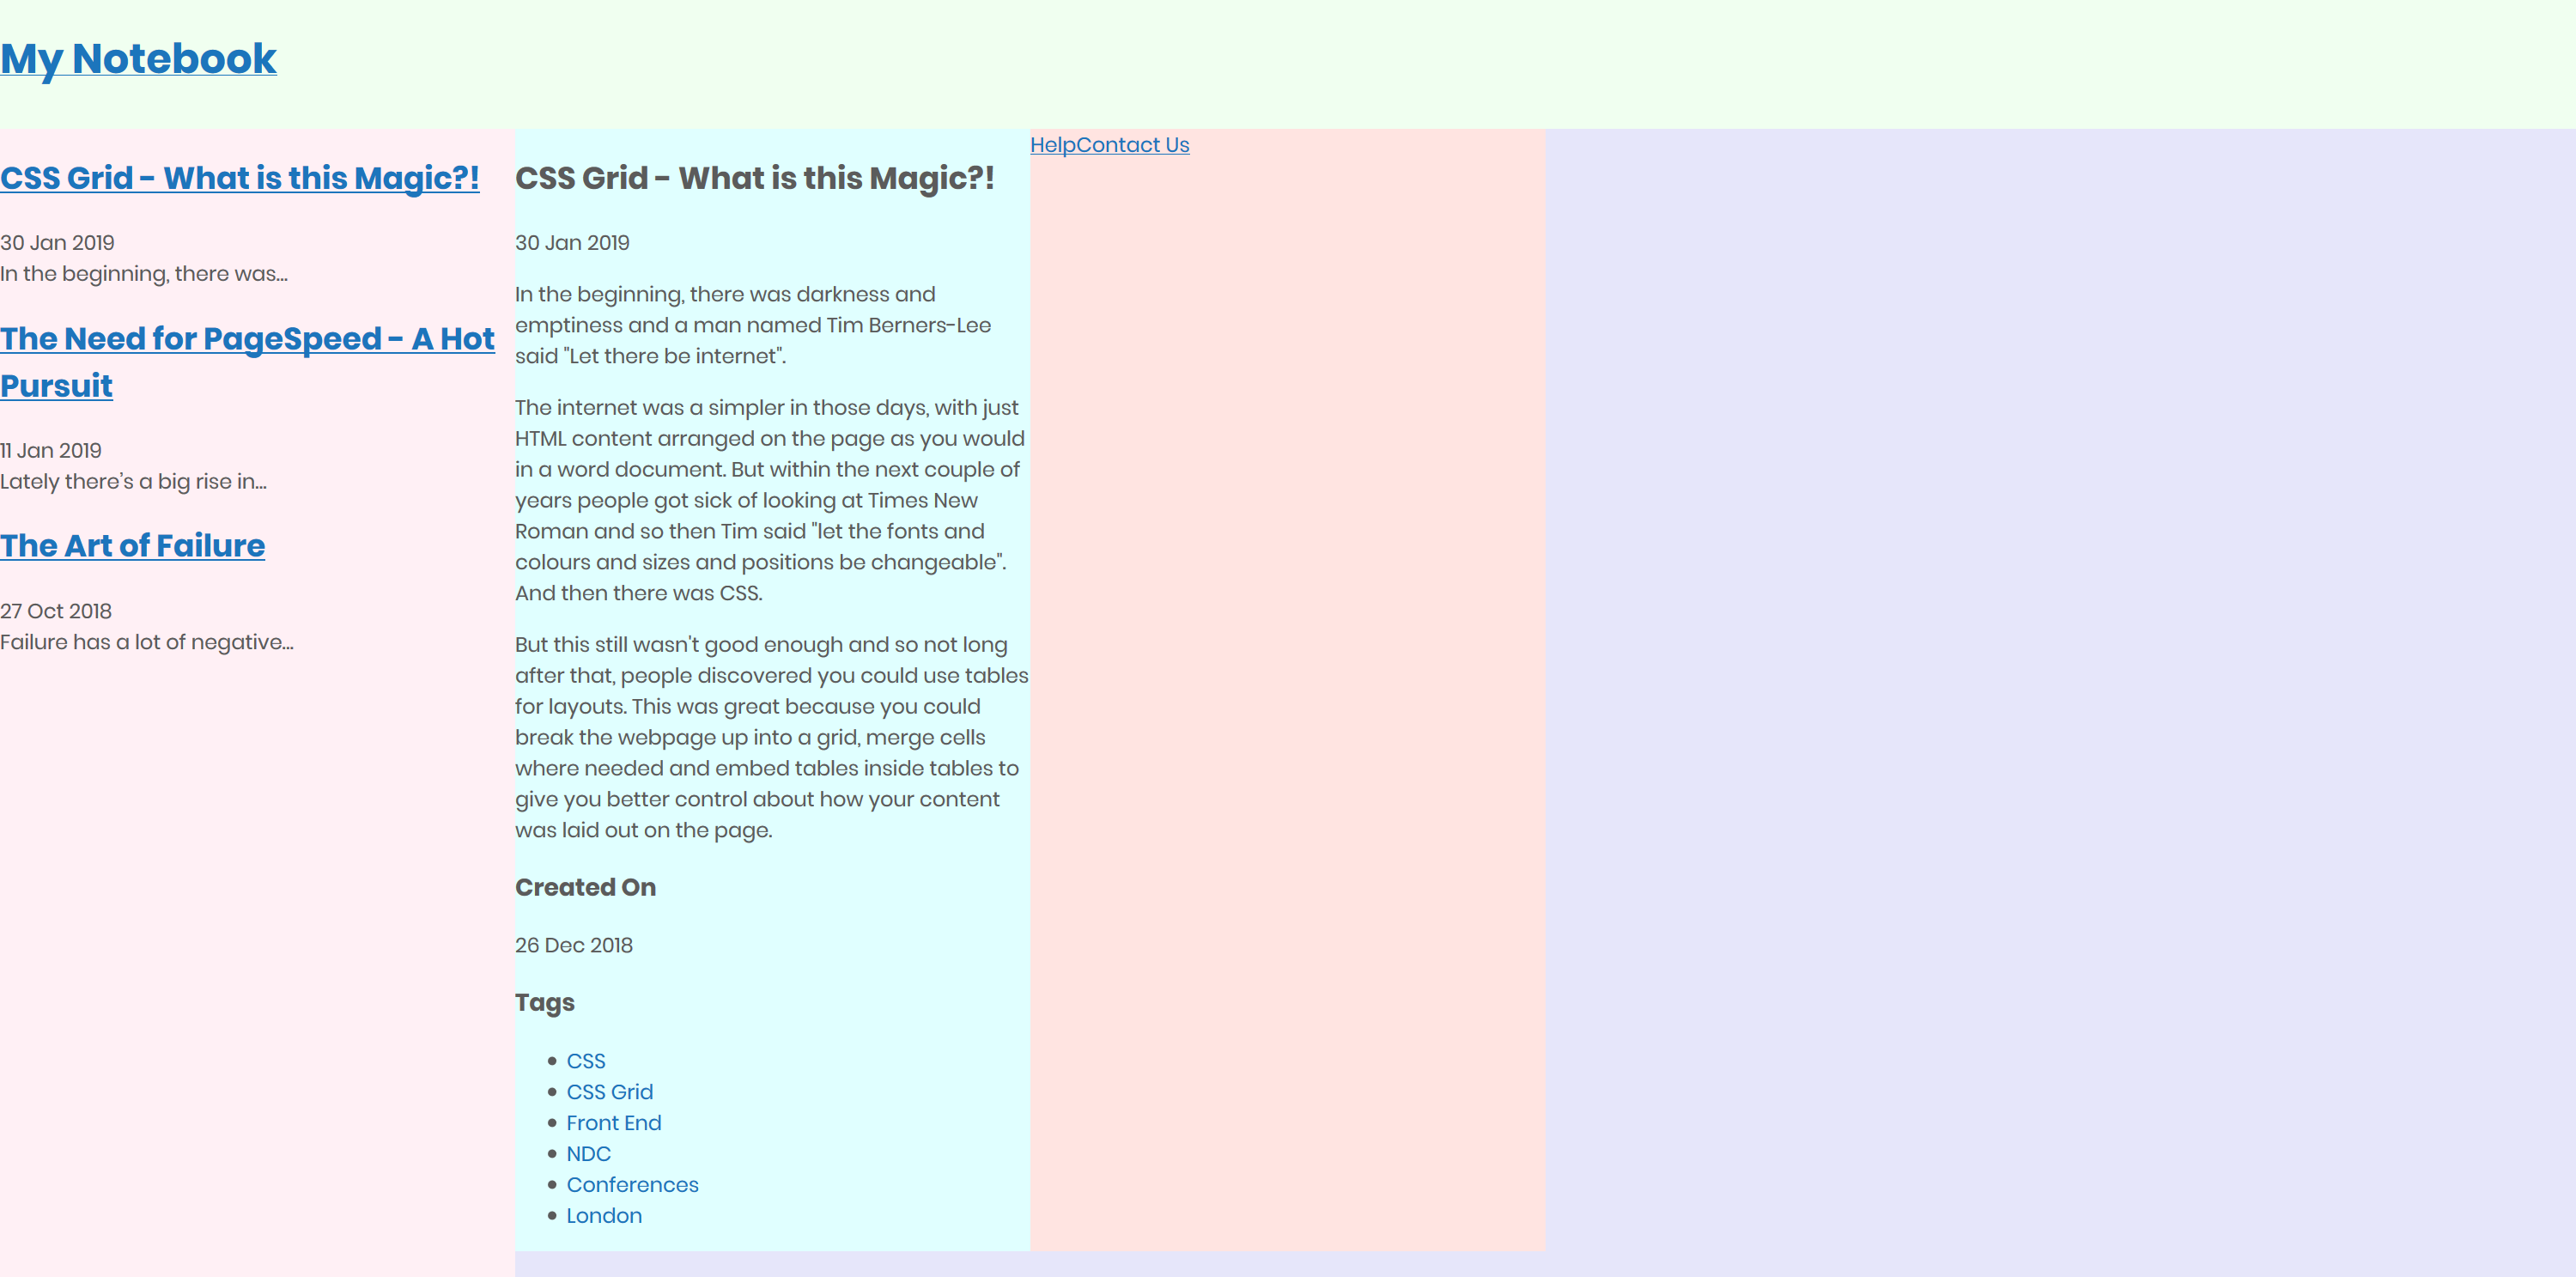 My Notebook
CSS Grid - What is this Magic?!
30 Jan 2019
In the beginning, there was...
The Need for PageSpeed - A Hot
Pursuit
11 Jan 2019
Lately there's a big rise in...
The Art of Failure
27 Oct 2018
Failure has a lot of negative...
CSS Grid - What is this Magic?!
30 Jan 2019
In the beginning, there was darkness and
emptiness and a man named Tim Berners-Lee
said "Let there be internet".
The internet was a simpler in those days, with just
HTML content arranged on the page as you would
in a word document. But within the next couple of
years people got sick of looking at Times New
Roman and so then Tim said "let the fonts and
colours and sizes and positions be changeable".
And then there was CSS.
But this still wasn't good enough and so not long
after that, people discovered you could use tables
for layouts. This was great because you could
break the webpage up into a grid, merge cells
where needed and embed tables inside tables to
give you better control about how your content
was laid out on the page.
Created On
26 Dec 2018
Tags
CSS
CSS Grid
Front End
NDC
Conferences
London
HelpContact Us